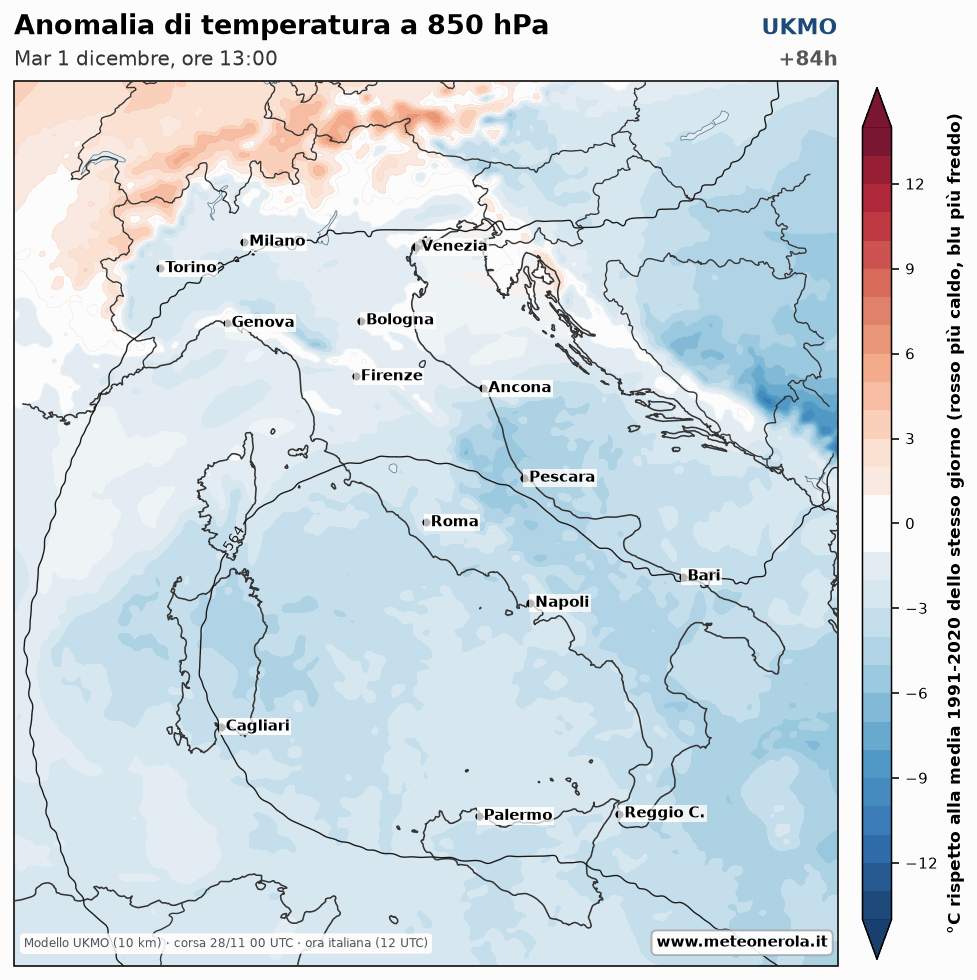 Anomalia di temperatura a 850 hPa
UKMO
Mar 1 dicembre, ore 13:00
+84h
Milano
Venezia
Torino
Genova
Bologna
Firenze
Ancona
Pescara
Roma
564
Bari
Napoli
Cagliari
Palermo
Reggio C.
12
9
6
3
0
−3
−6
−9
−12
°C rispetto alla media 1991-2020 dello stesso giorno (rosso più caldo, blu più freddo)
Modello UKMO (10 km) · corsa 28/11 00 UTC · ora italiana (12 UTC)
www.meteonerola.it